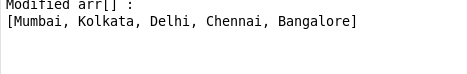 Modified arr[] :
[Mumbai, Kolkata, Delhi, Chennai, Bangalore]